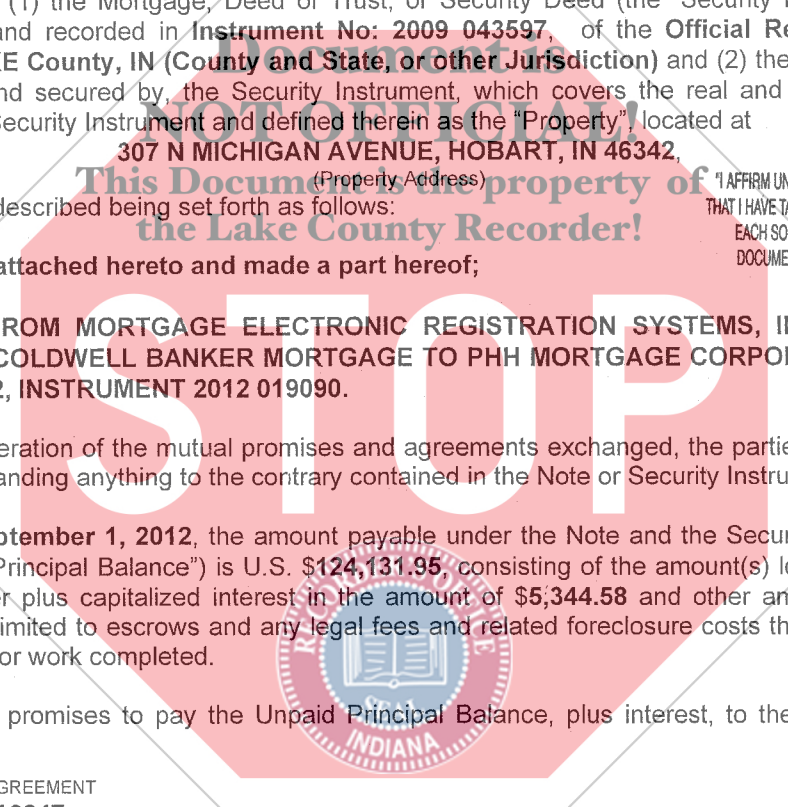 (1) the Mortgage, Deed of Trust, or Security Deed (the "Security
and recorded in Instrument No: 2009 043597, of the Official Re
KE County, IN (County and State, or other Jurisdiction) and (2) the
Document is
nd secured by, the Security Instrument, which covers the real and
Security Instrument and defined therein as the "Property", located at
NOT OFFICIAL!
307 N MICHIGAN AVENUE, HOBART, IN 46342,
(Property Address)
This Document is the property of
"I AFFIRM UN
described being set forth as follows:
THAT I HAVE TA
the Lake County Recorder!
EACH SO
attached hereto and made a part hereof;
DOCUME
ROM MORTGAGE ELECTRONIC REGISTRATION SYSTEMS, I
COLDWELL BANKER MORTGAGE TO PHH MORTGAGE CORPO
2, INSTRUMENT 2012 019090.
STOP
eration of the mutual promises and agreements exchanged, the partie
anding anything to the contrary contained in the Note or Security Instru
ptember 1, 2012, the amount payable under the Note and the Secur
Principal Balance") is U.S. $124,131.95, consisting of the amount(s) lo
r plus capitalized interest in the amount of $5,344.58 and other am
limited to escrows and any legal fees and related foreclosure costs th
or work completed.
RECORDERS OFFICE
SEAL
INDIANA
promises to pay the Unpaid Principal Balance, plus interest, to the
GREEMENT